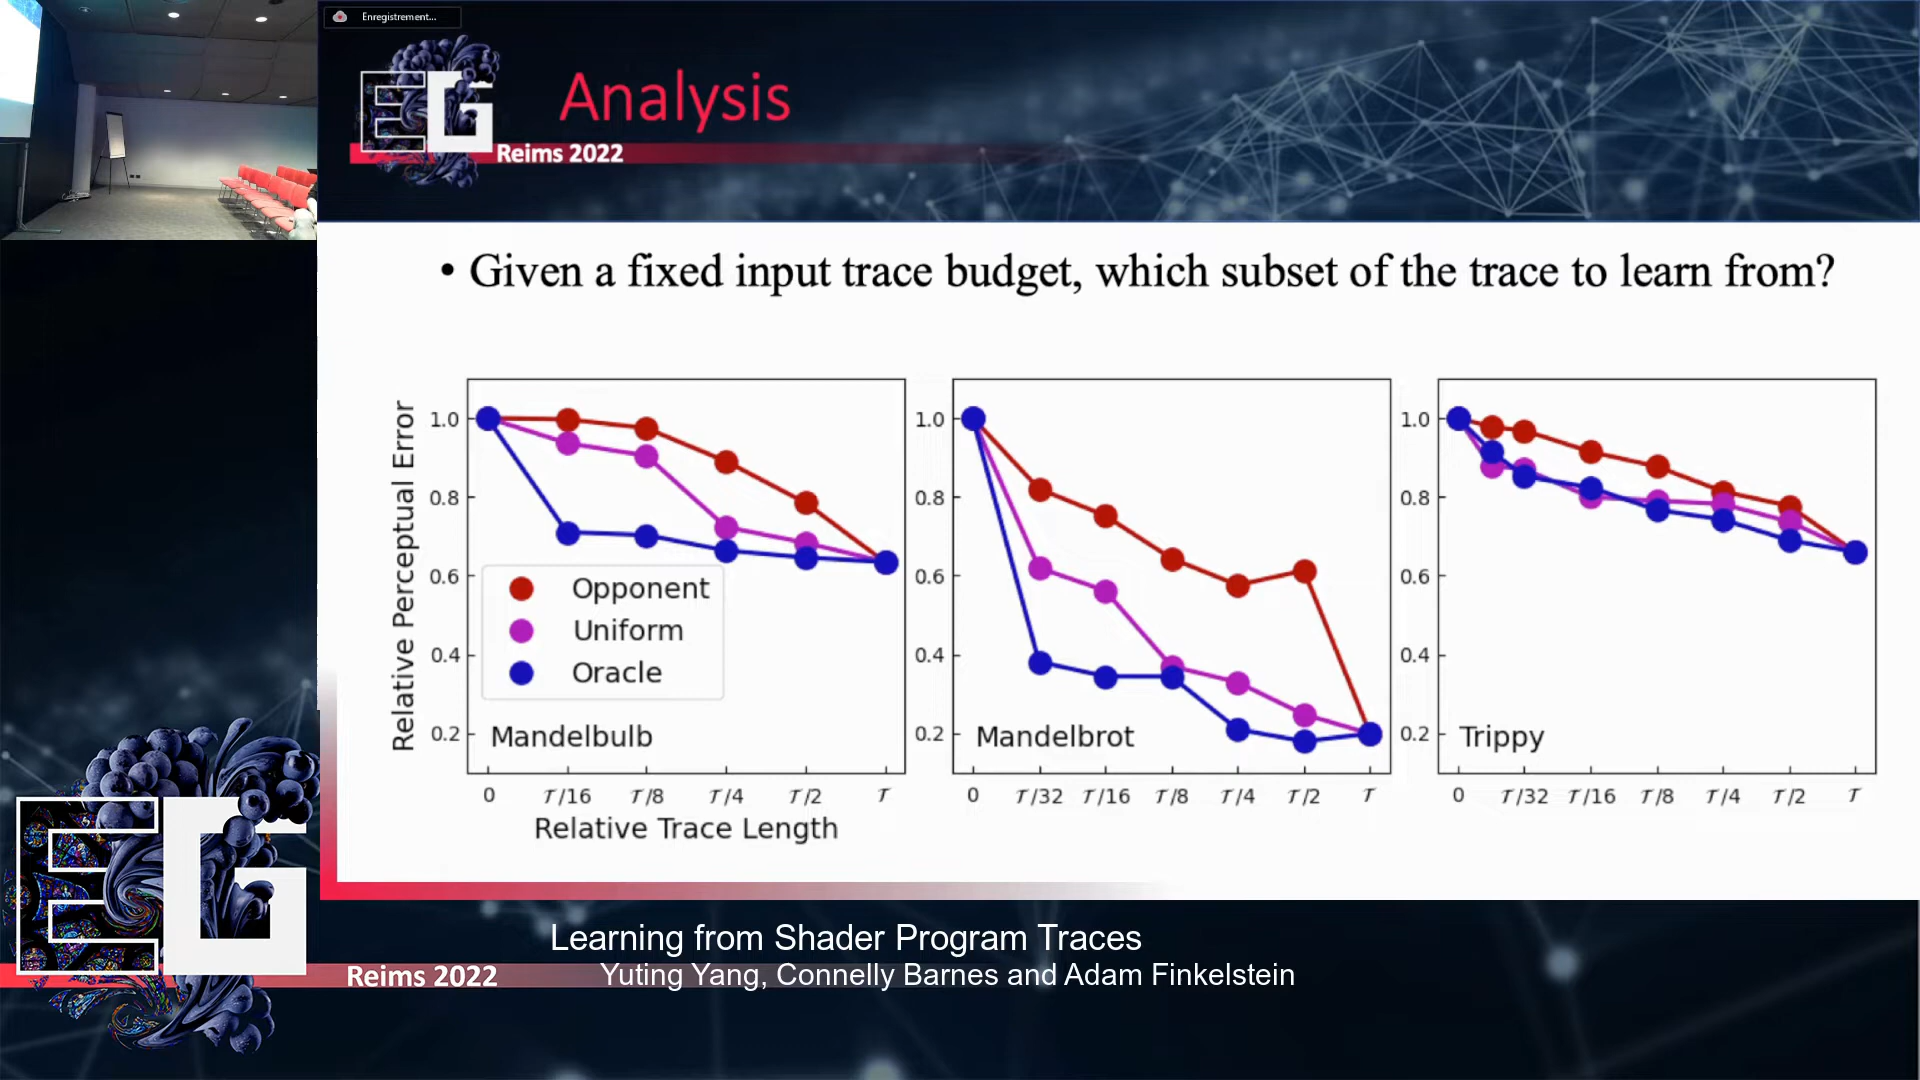 Enregistrement...
EG
Analysis
Reims 2022
• Given a fixed input trace budget, which subset of the trace to learn from?
Relative Perceptual Error
1.0
0.8
0.6
0.4
0.2
Opponent
Uniform
Oracle
Mandelbulb
0 T/16 T/8 T/4 T/2 T
Relative Trace Length
1.0
0.8
0.6
0.4
0.2
Mandelbrot
0 T/32 T/16 T/8 T/4 T/2 T
1.0
0.8
0.6
0.4
0.2
Trippy
0 T/32 T/16 T/8 T/4 T/2 T
EG
Reims 2022
Learning from Shader Program Traces
Yuting Yang, Connelly Barnes and Adam Finkelstein